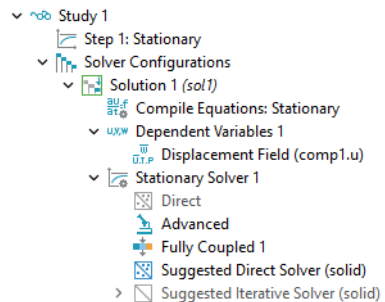 Study 1
Step 1: Stationary
Solver Configurations
Solution 1 (sol1)
Compile Equations: Stationary
Dependent Variables 1
Displacement Field (comp1.u)
Stationary Solver 1
Direct
Advanced
Fully Coupled 1
Suggested Direct Solver (solid)
Suggested Iterative Solver (solid)